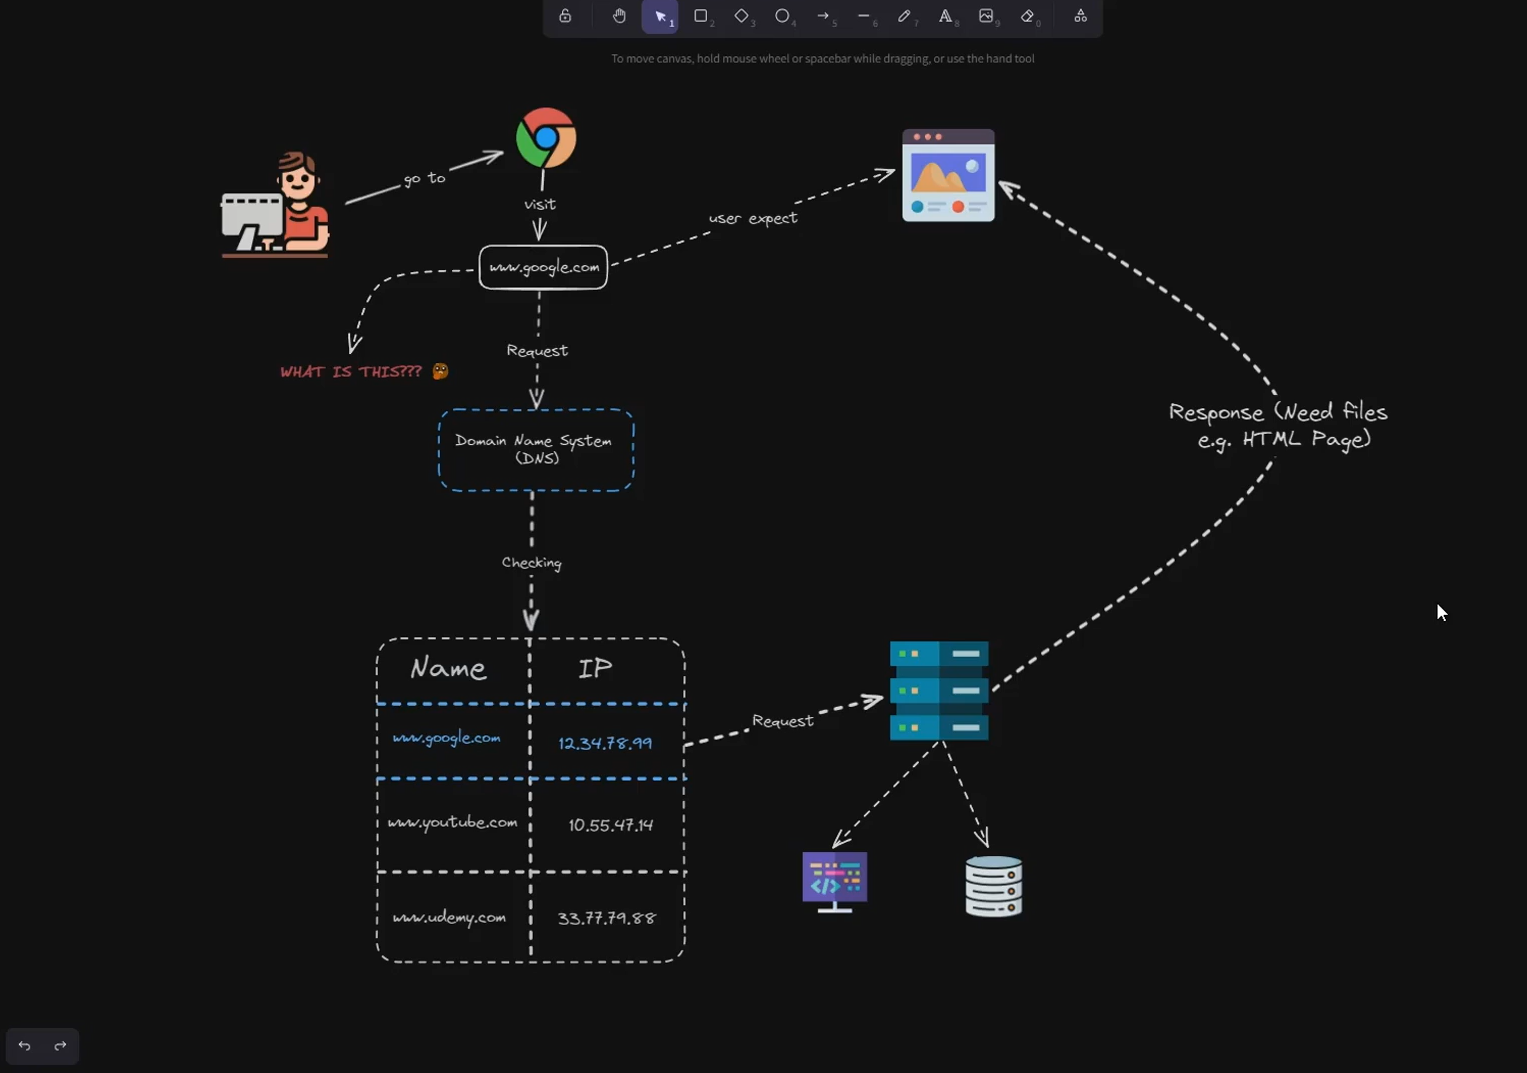 1
2
3
4
5
6
7
8
9
0
To move canvas, hold mouse wheel or spacebar while dragging, or use the hand tool
go to
visit
www.google.com
user expect
WHAT IS THIS???
Request
Domain Name System
(DNS)
Response (Need files
e.g. HTML Page)
Checking
Name IP
www.google.com 12.34.78.99
Request
www.youtube.com 10.55.47.14
www.udemy.com 33.77.79.88